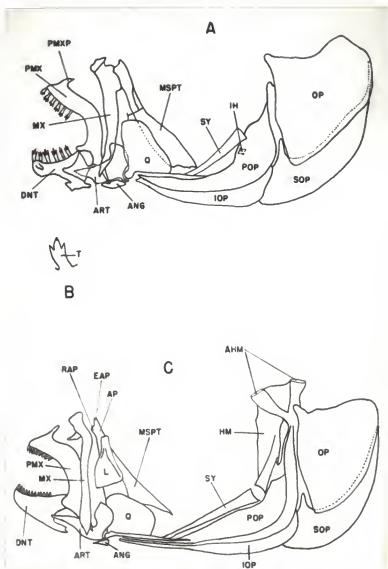 A
PMXP
PMX
MX
MSPT
SY
IH
OP
Q
POP
SOP
DNT
ART
ANG
IOP
T
B
C
AHM
RAP
EAP
AP
MSPT
HM
OP
L
PMX
MX
SY
Q
POP
SOP
DNT
ART
ANG
IOP